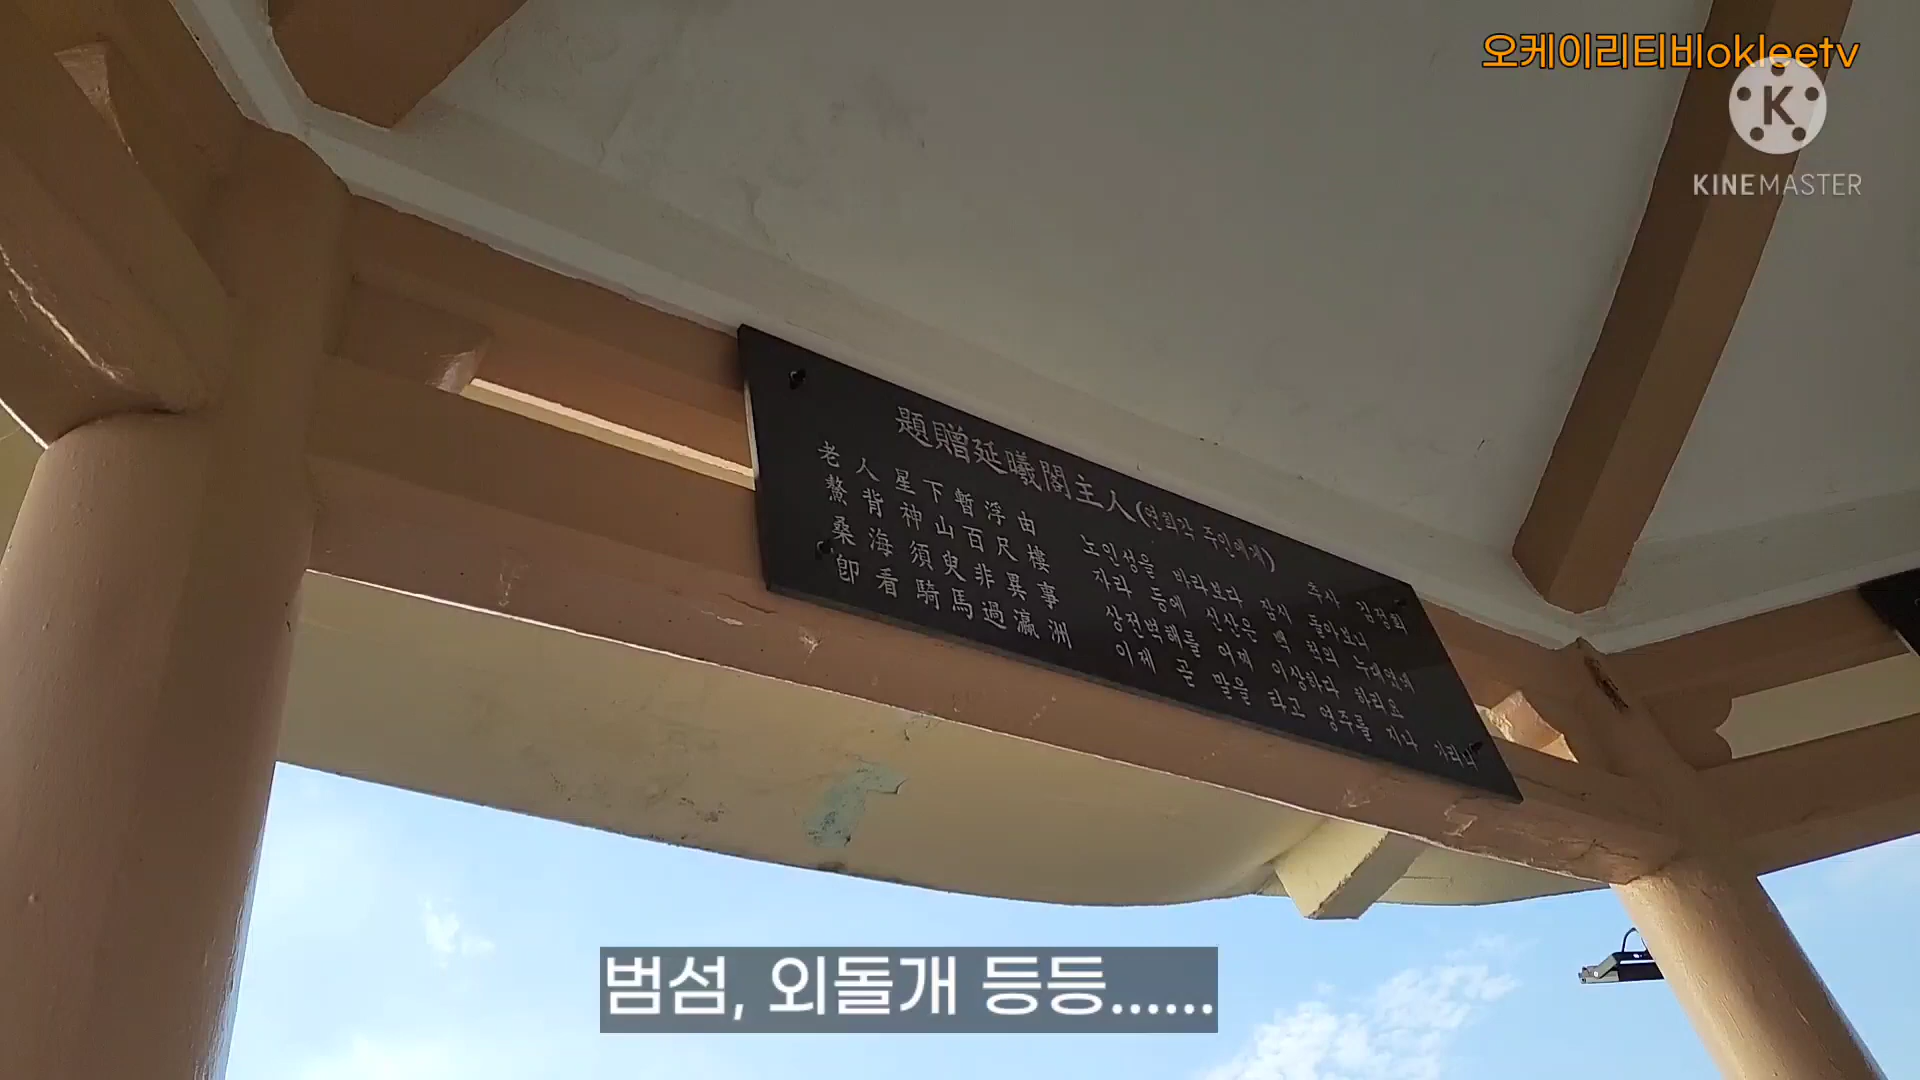 오케이리티비okleetv
KINEMASTER
題贈延曦閣主人(연희각 주인에게)
추사 김정희
老人星下暫浮由
鰲背神山百尺樓
桑海須臾非異事
卽看騎馬過瀛洲
노인성을 바라보다 잠시 돌아보니
자라 등에 신산은 백 척의 누대였네
상전벽해를 어찌 이상하다 하리요
이제 곧 말을 타고 영주를 지나 가리니
범섬, 외돌개 등등......